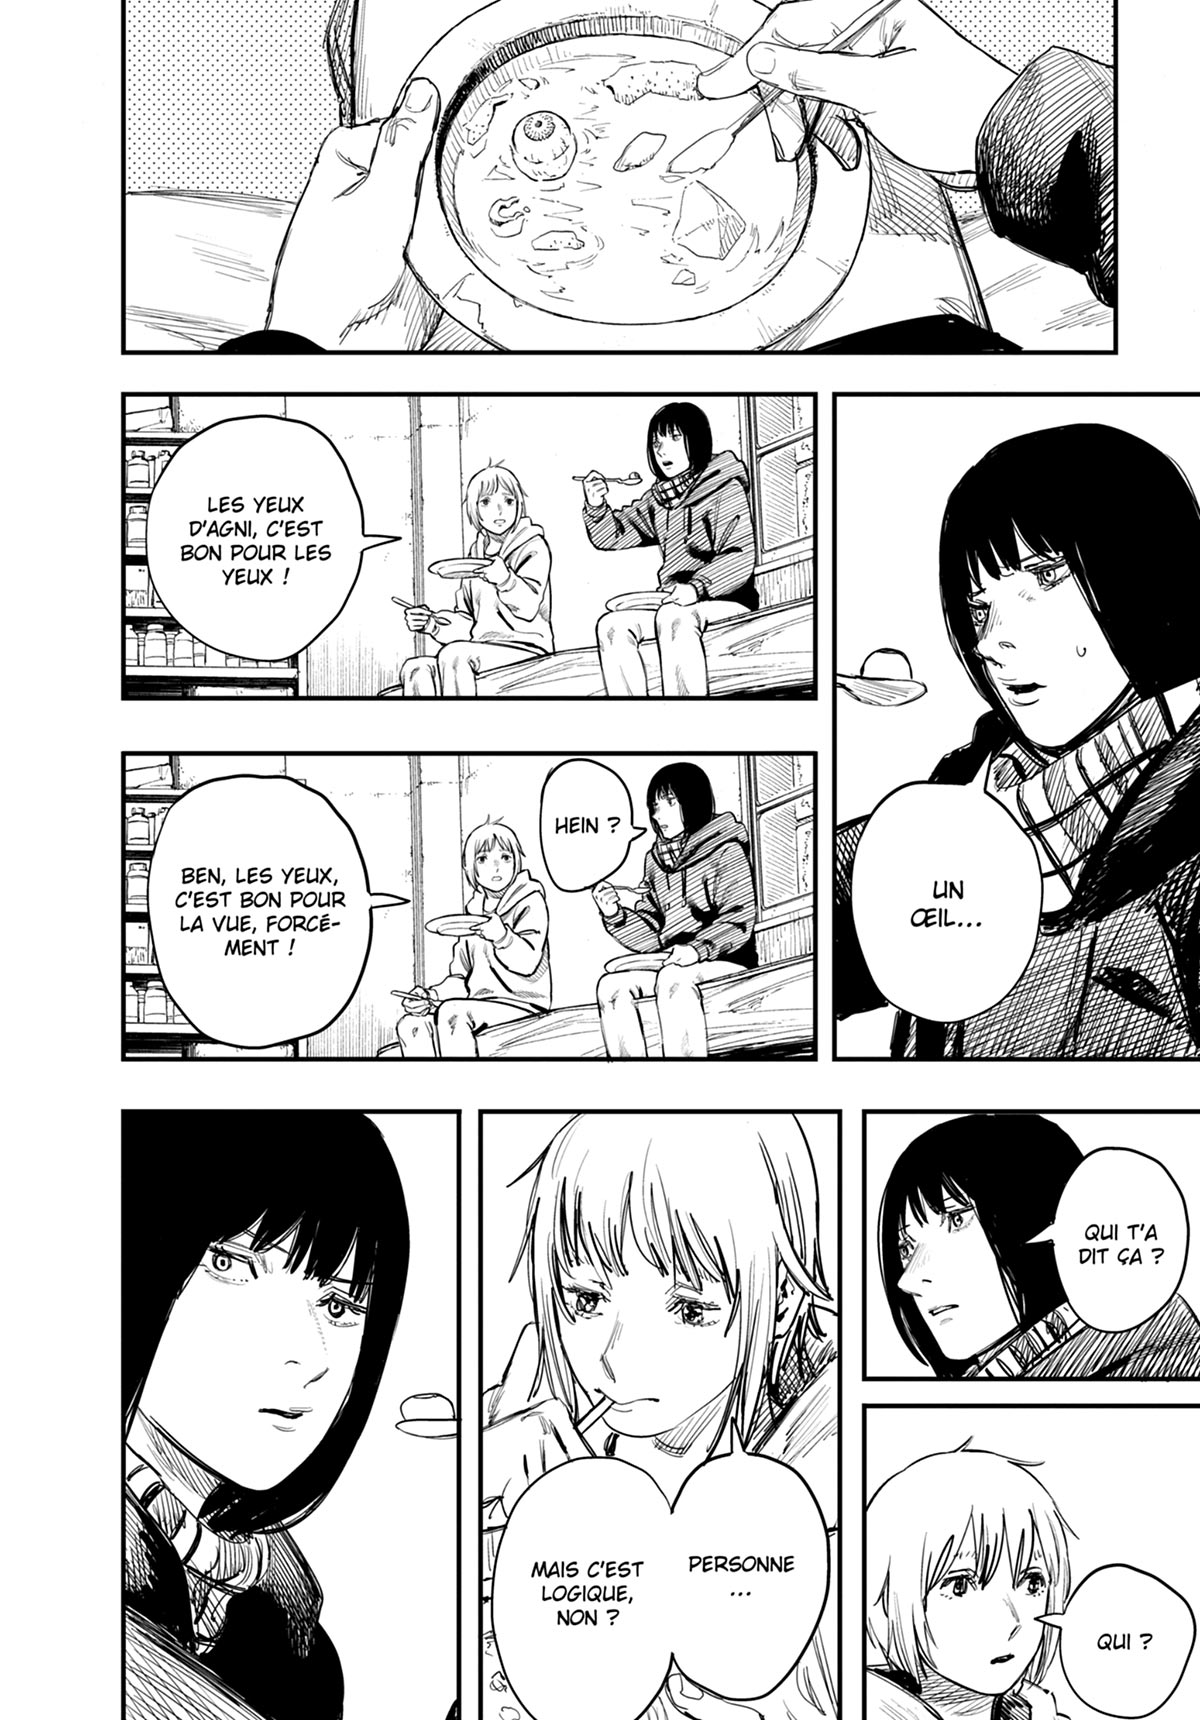 UN
ŒIL...
LES YEUX
D'AGNI, C'EST
BON POUR LES
YEUX !
HEIN ?
BEN, LES YEUX,
C'EST BON POUR
LA VUE, FORCÉ-
MENT !
QUI T'A
DIT ÇA ?
QUI ?
PERSONNE
...
MAIS C'EST
LOGIQUE,
NON ?